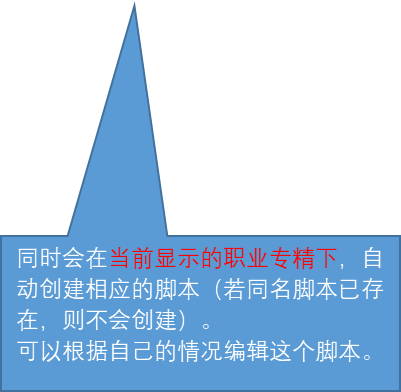 同时会在当前显示的职业专精下，自
动创建相应的脚本（若同名脚本已存
在，则不会创建）。
可以根据自己的情况编辑这个脚本。